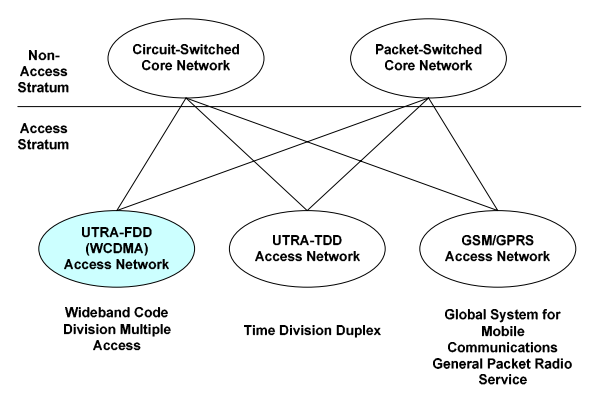 Circuit-Switched
Core Network
Packet-Switched
Core Network
Non-
Access
Stratum
Access
Stratum
UTRA-FDD
(WCDMA)
Access Network
UTRA-TDD
Access Network
GSM/GPRS
Access Network
Wideband Code
Division Multiple
Access
Time Division Duplex
Global System for
Mobile
Communications
General Packet Radio
Service